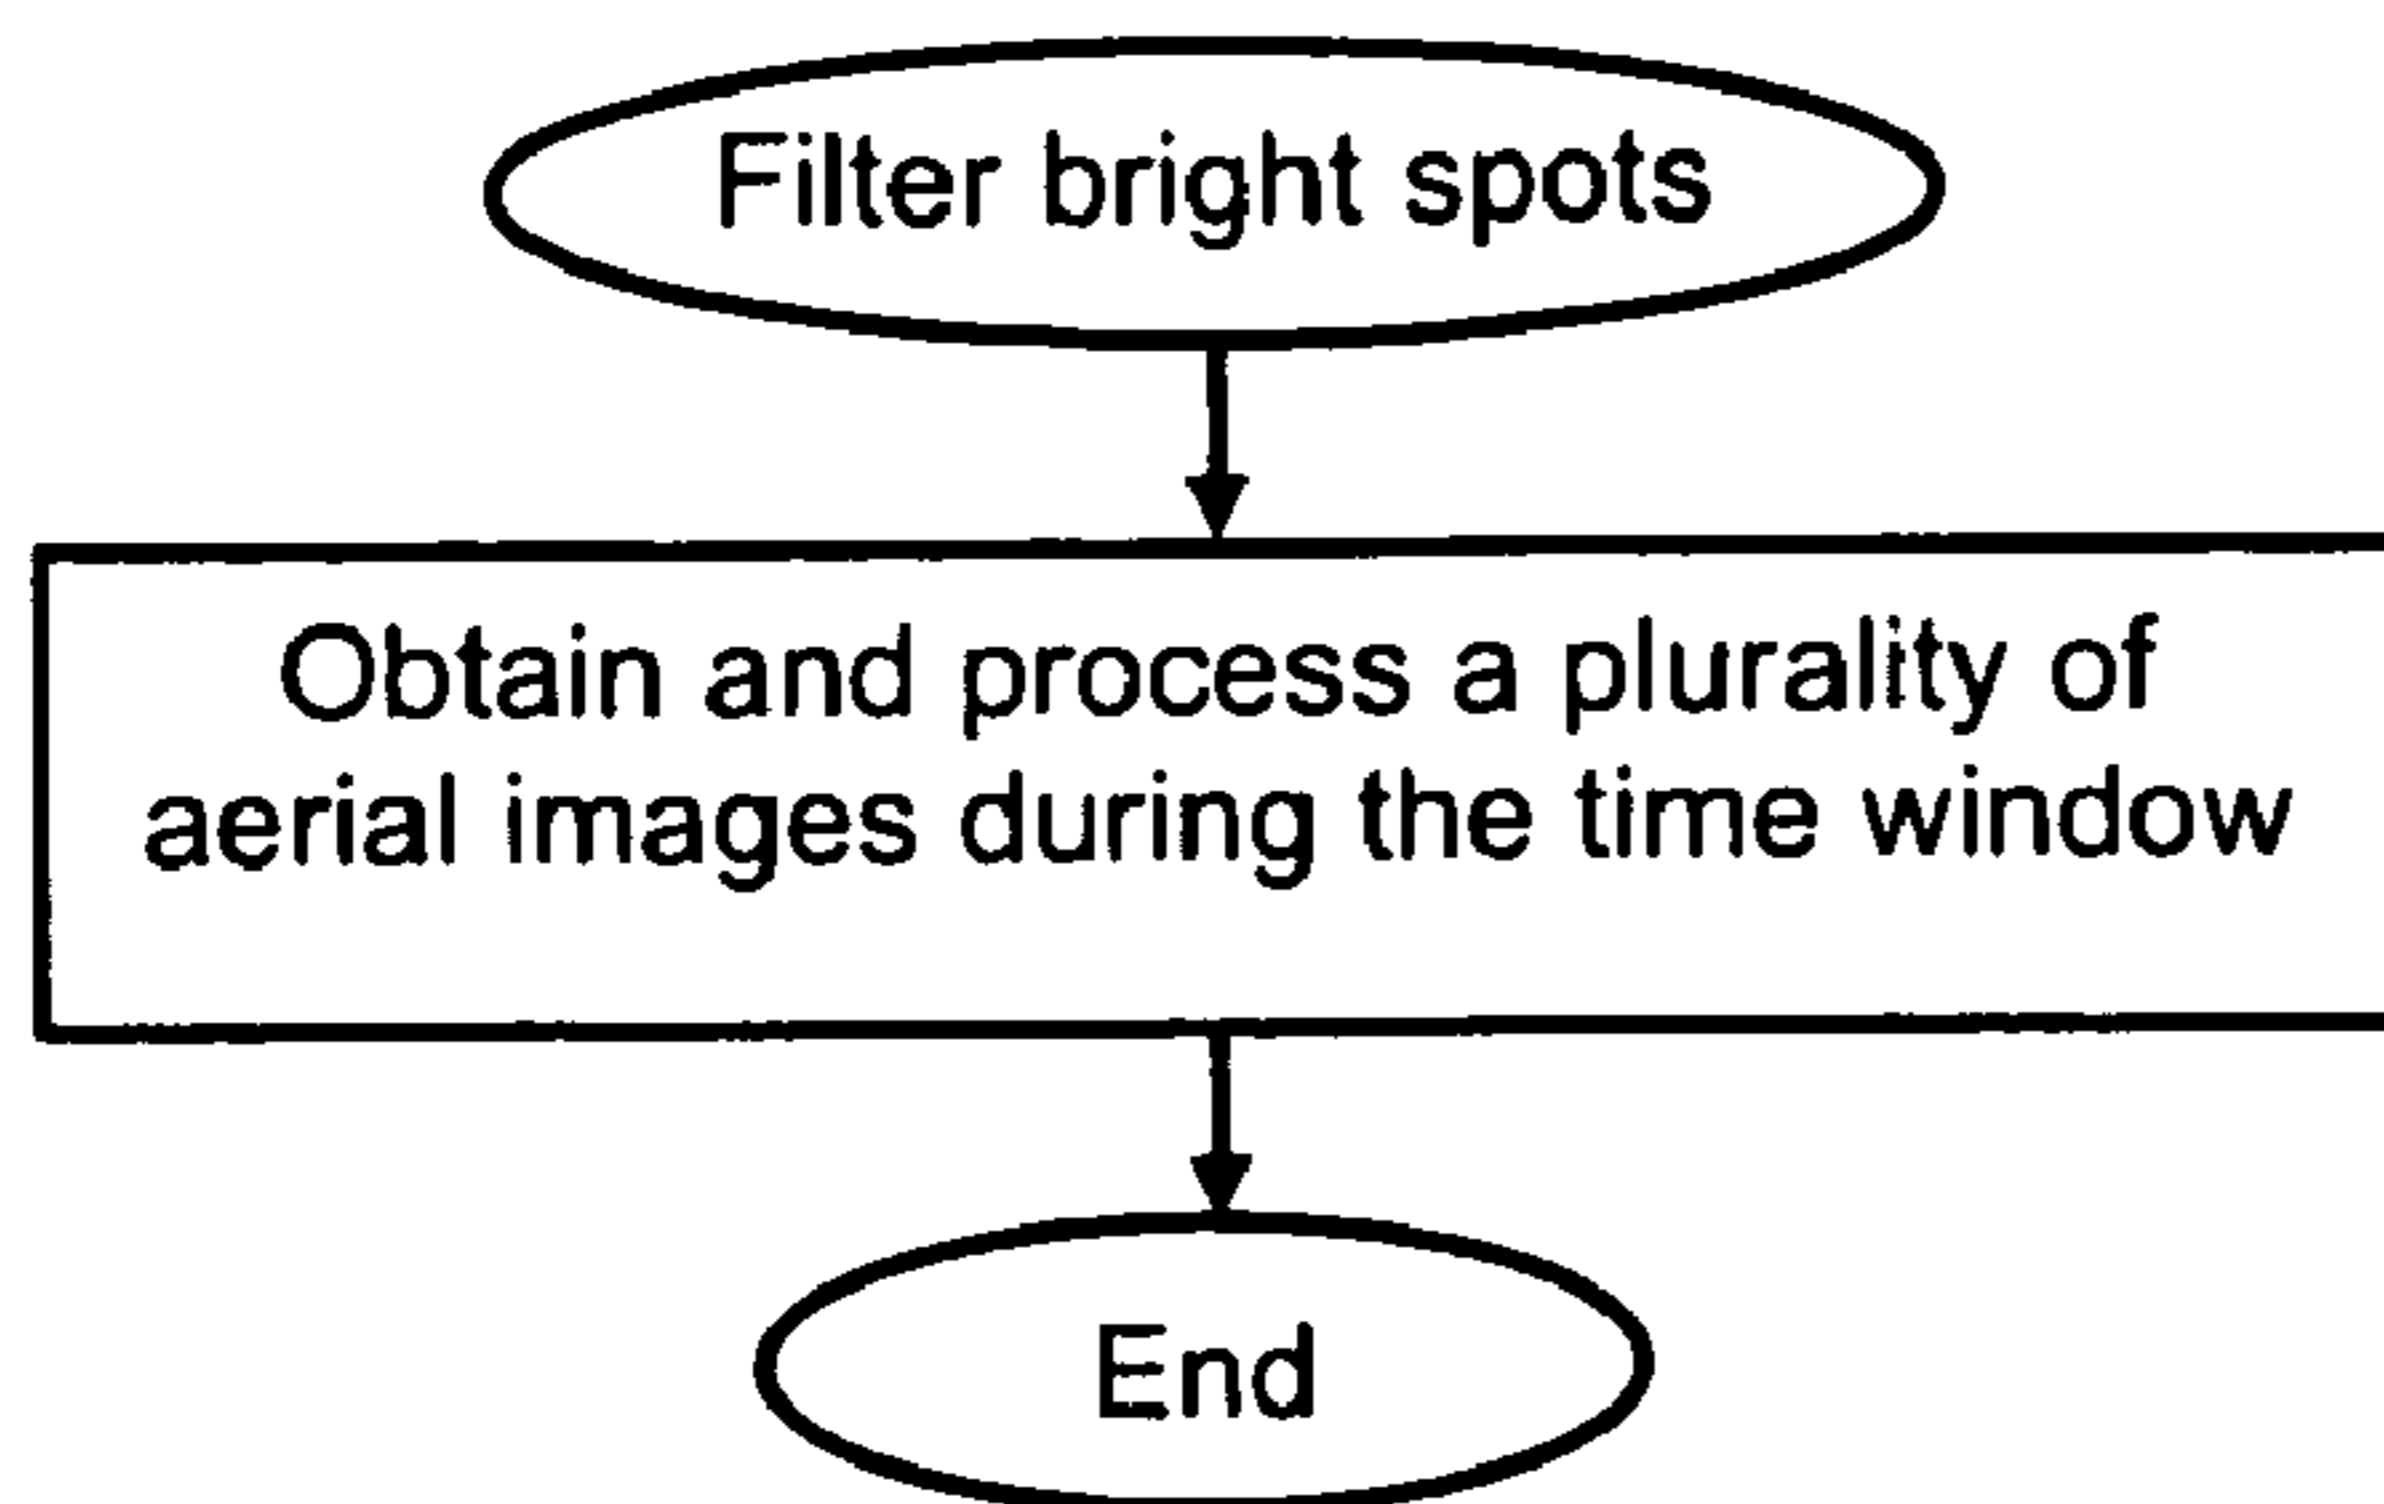 Filter bright spots
Obtain and process a plurality of
aerial images during the time window
End